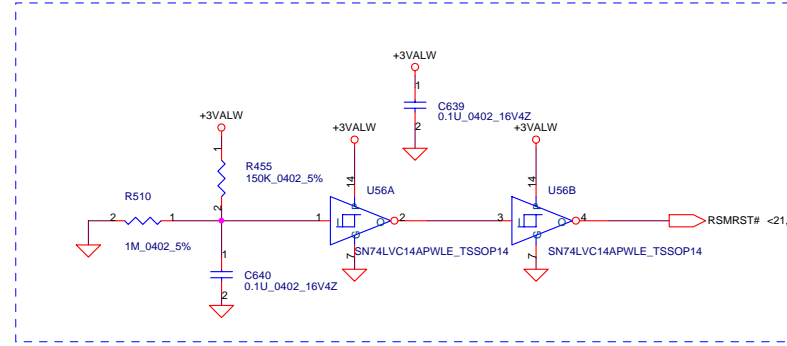 +3VALW
1
C639
0.1U_0402_16V4Z
2
+3VALW
+3VALW
+3VALW
1
R455
150K_0402_5%
2
14
U56A
14
U56B
R510
2
1
1
2
3
4
RSMRST# <21,
1M_0402_5%
7
SN74LVC14APWLE_TSSOP14
7
SN74LVC14APWLE_TSSOP14
1
C640
0.1U_0402_16V4Z
2